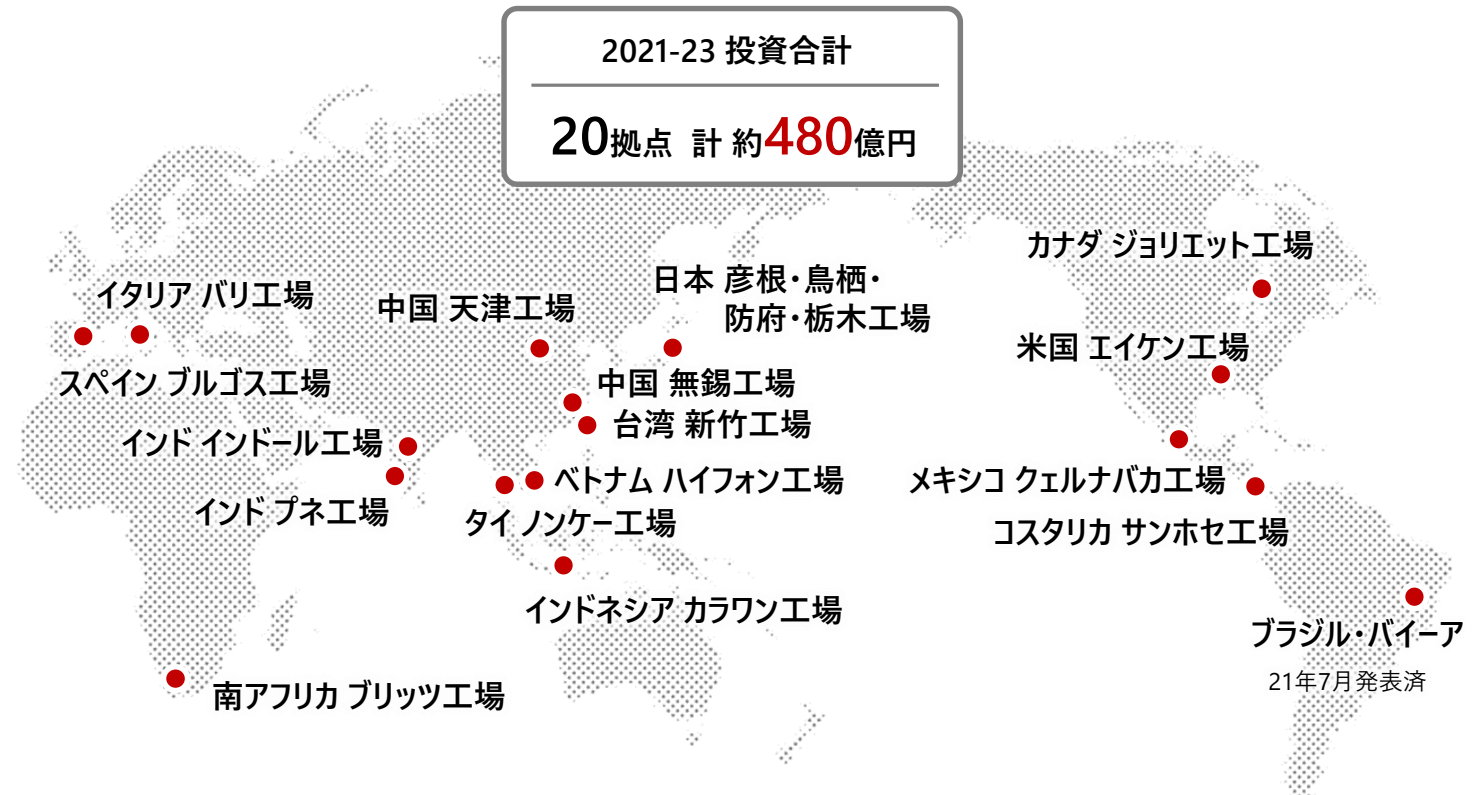 2021-23 投資合計
20拠点 計 約480億円
カナダ ジョリエット工場
日本 彦根・鳥栖・
防府・栃木工場
イタリア バリ工場
中国 天津工場
米国 エイケン工場
スペイン ブルゴス工場
中国 無錫工場
台湾 新竹工場
インド インドール工場
ベトナム ハイフォン工場
メキシコ クェルナバカ工場
インド プネ工場
タイ ノンケー工場
コスタリカ サンホセ工場
インドネシア カラワン工場
ブラジル・バイーア
21年7月発表済
南アフリカ ブリッツ工場